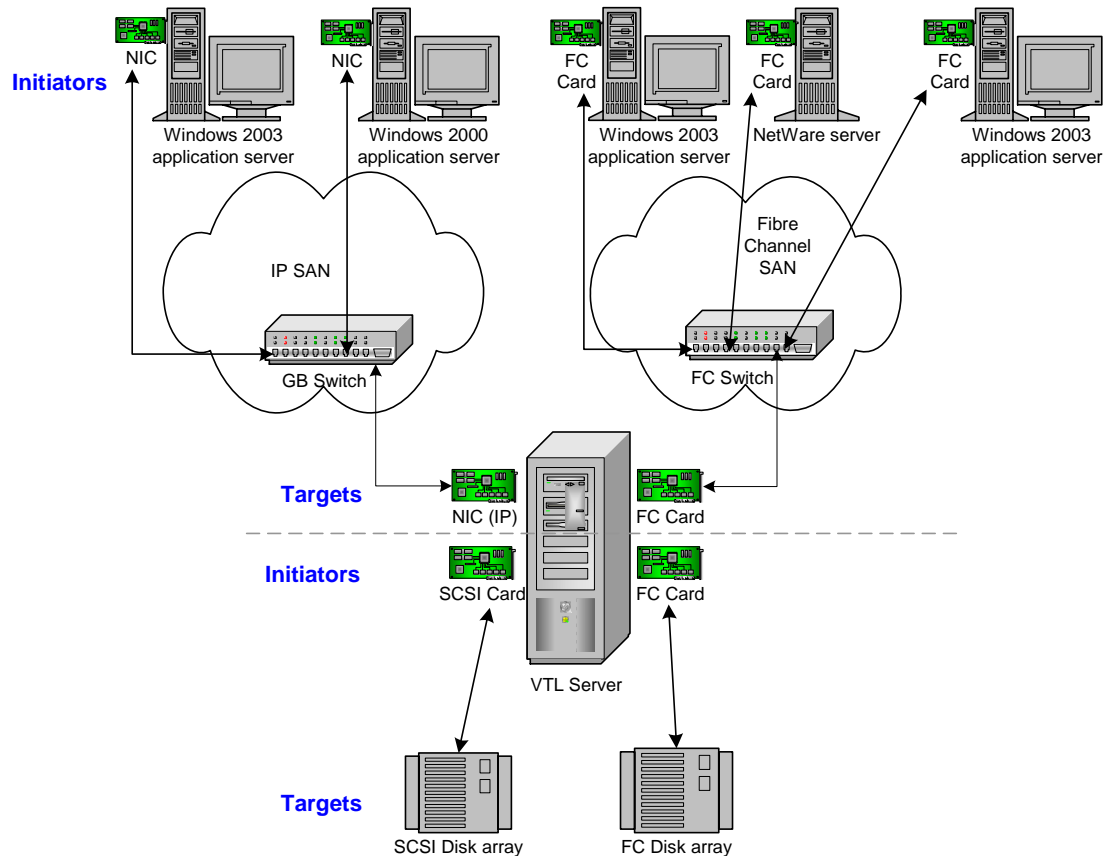 NIC
NIC
FC
Card
FC
Card
FC
Card
Initiators
Windows 2003
application server
Windows 2000
application server
Windows 2003
application server
NetWare server
Windows 2003
application server
IP SAN
Fibre
Channel
SAN
GB Switch
FC Switch
Targets
NIC (IP)
FC Card
Initiators
SCSI Card
FC Card
VTL Server
Targets
SCSI Disk array
FC Disk array